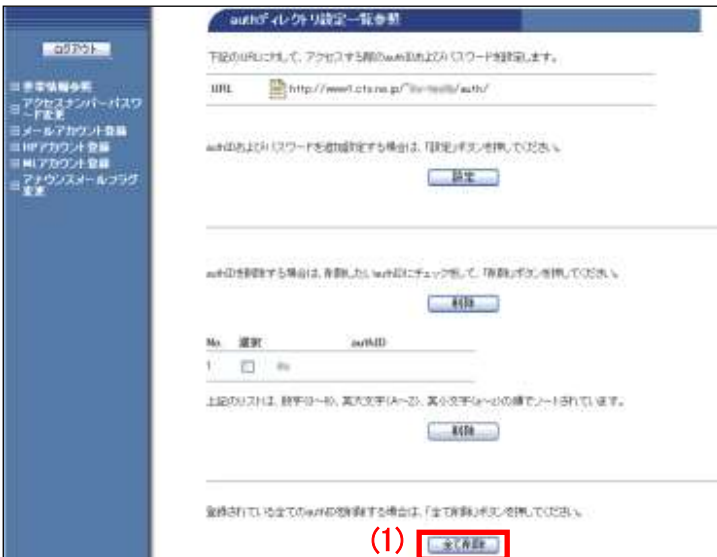 authディレクトリ設定一覧参照
ログアウト
下記のURLに対して、アクセスする際のauthIDおよびパスワードを設定します。
基本情報参照
URL http://www1.cts.ne.jp/~ /auth/
アクセスナンバーパスワ
ード変更
メールアカウント登録
HPアカウント登録
MLアカウント登録
アナウンスメールフラグ
変更
authIDおよびパスワードを追加設定する場合は、「設定」ボタンを押してください。
設定
authIDを削除する場合は、削除したいauthIDにチェックをして、「削除」ボタンを押してください。
削除
No. 選択 authID
1
上記のリストは、数字(0~9)、英大文字(A~Z)、英小文字(a~z)の順でソートされています。
削除
登録されている全てのauthIDを削除する場合は、「全て削除」ボタンを押してください。
(1) 全て削除